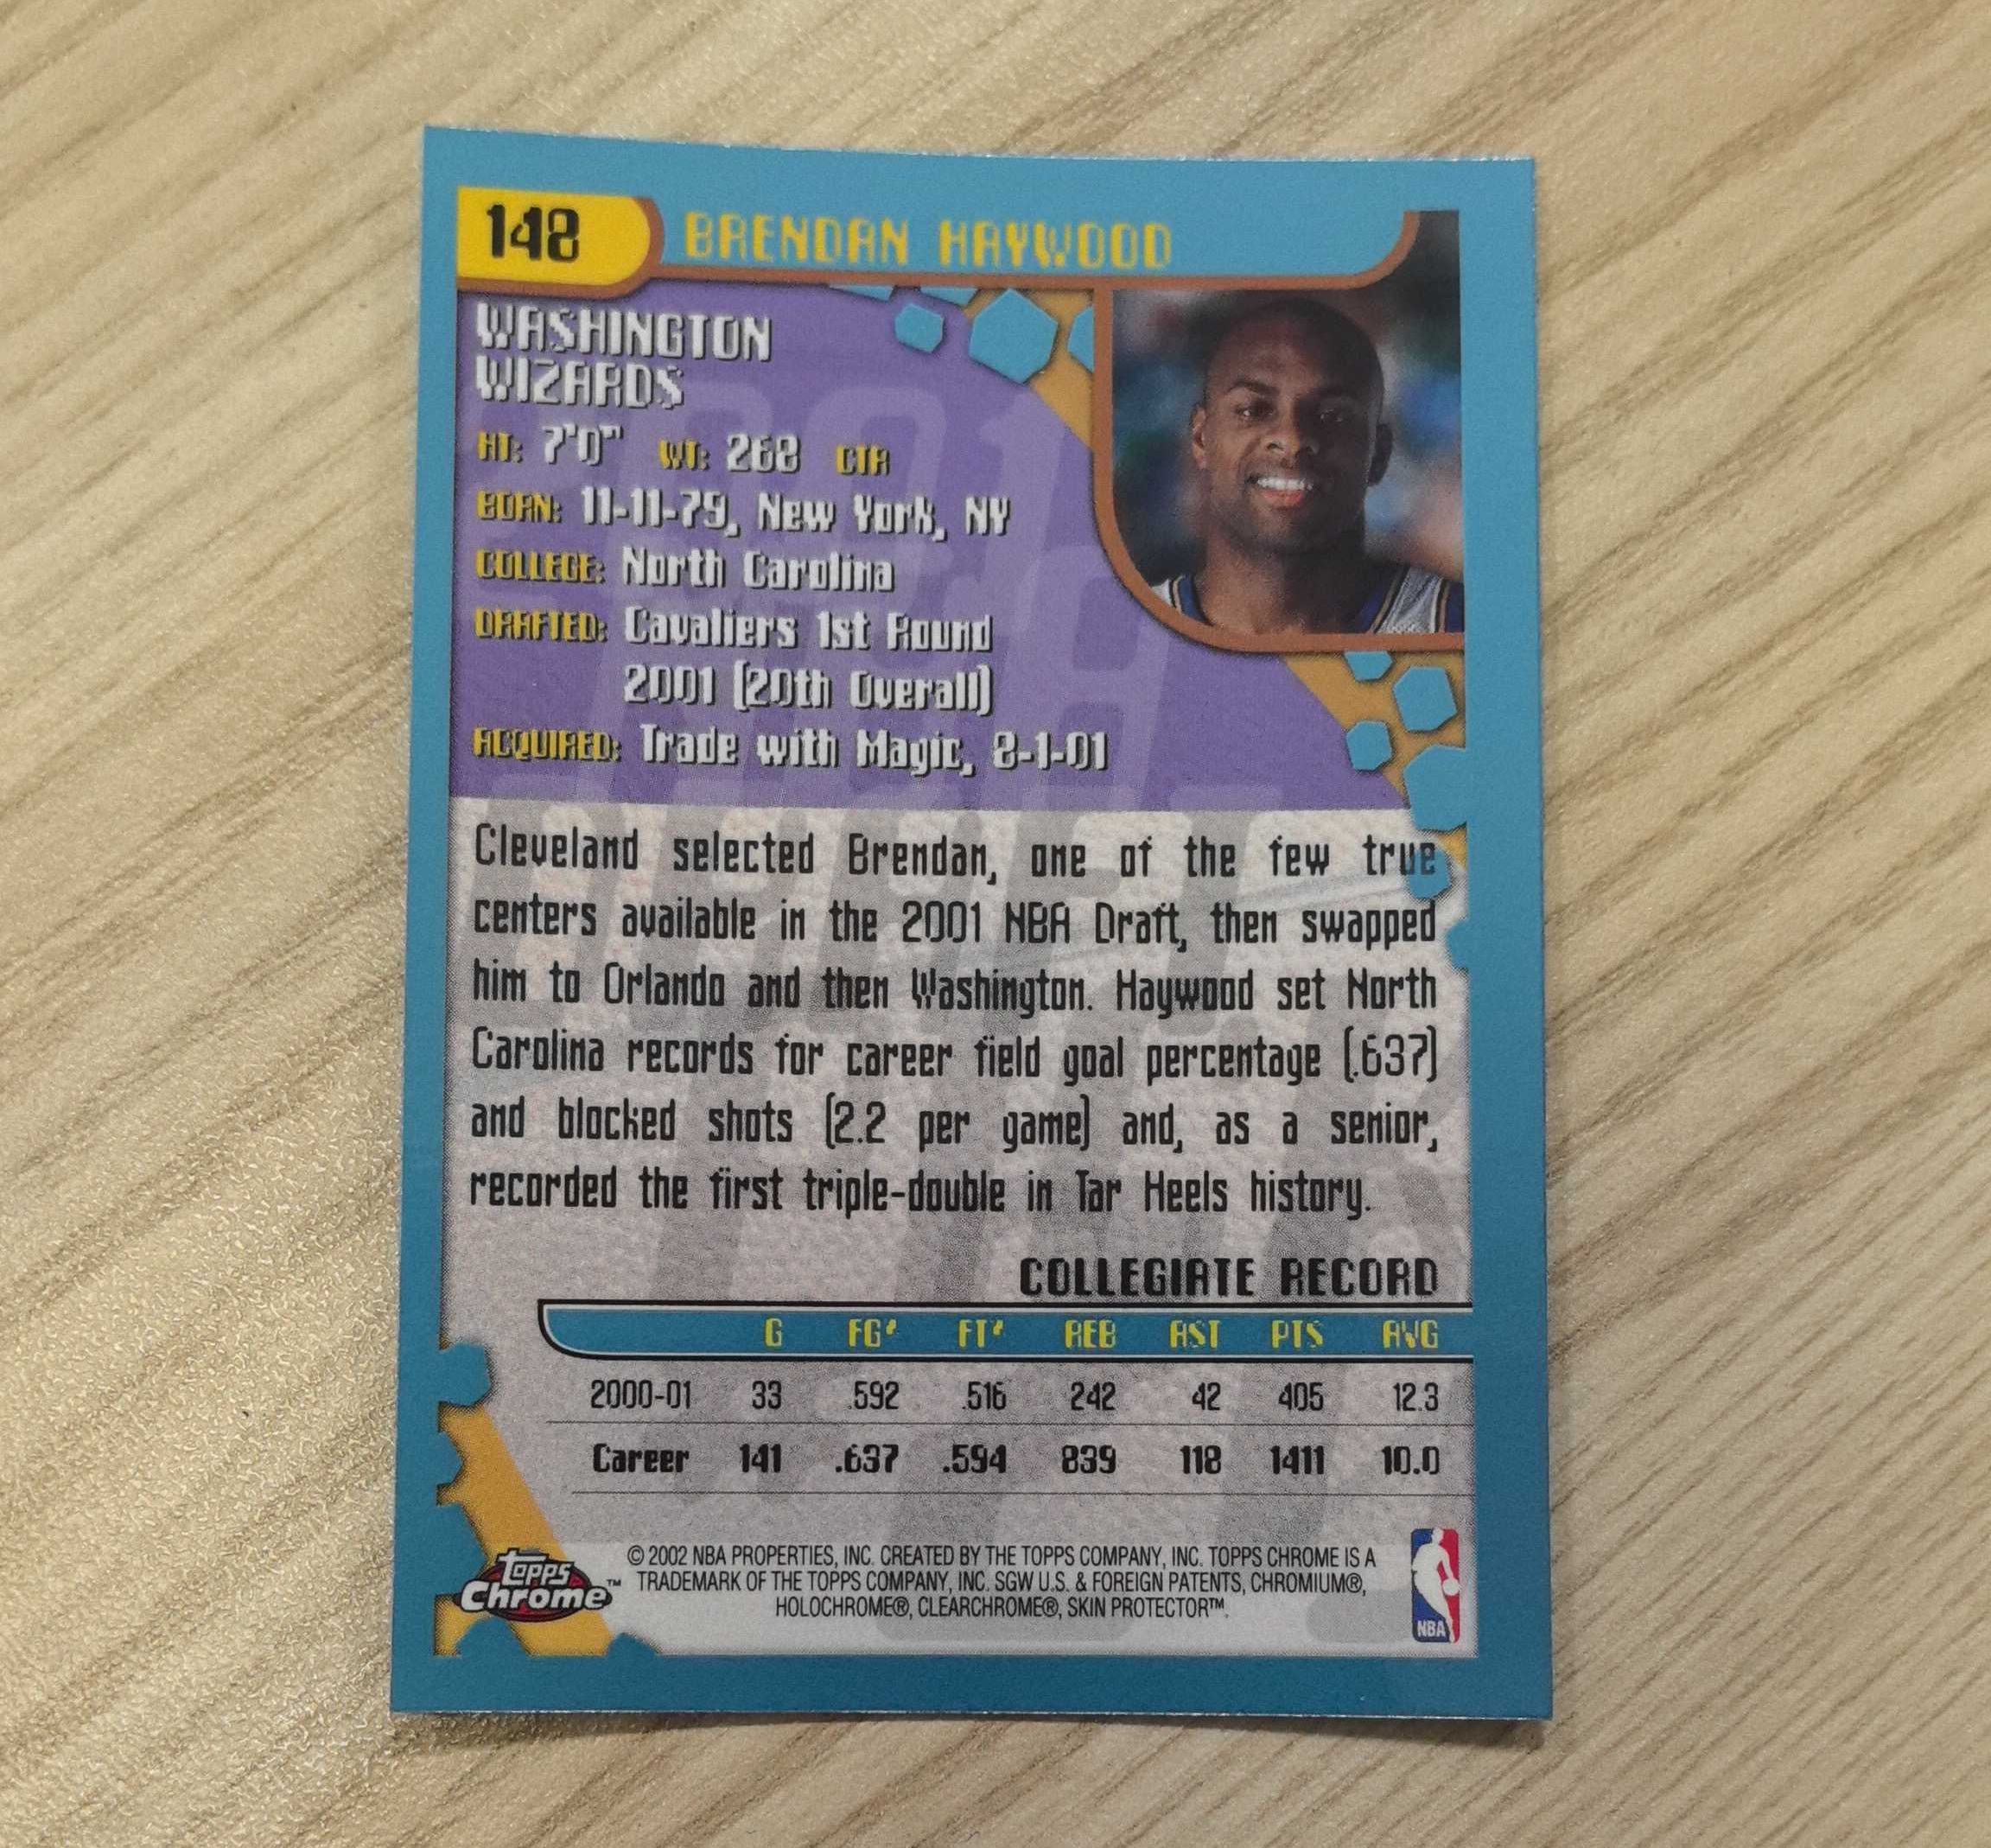 148 BRENDAN HAYWOOD
WASHINGTON
WIZARDS
HT: 7'0" WT: 268 CTR
BORN: 11-11-79, New York, NY
COLLEGE: North Carolina
DRAFTED: Cavaliers 1st Round
2001 (20th Overall)
ACQUIRED: Trade with Magic, 8-1-01
Cleveland selected Brendan, one of the few true
centers available in the 2001 NBA Draft, then swapped
him to Orlando and then Washington. Haywood set North
Carolina records for career field goal percentage (.637)
and blocked shots (2.2 per game) and, as a senior,
recorded the first triple-double in Tar Heels history.
COLLEGIATE RECORD
G FG% FT% REB AST PTS AVG
2000-01 33 .592 .516 242 42 405 12.3
Career 141 .637 .594 839 118 1411 10.0
Topps
Chrome™
© 2002 NBA PROPERTIES, INC. CREATED BY THE TOPPS COMPANY, INC. TOPPS CHROME IS A
TRADEMARK OF THE TOPPS COMPANY, INC. SGW U.S. & FOREIGN PATENTS, CHROMIUM®,
HOLOCHROME®, CLEARCHROME®, SKIN PROTECTOR™.
NBA